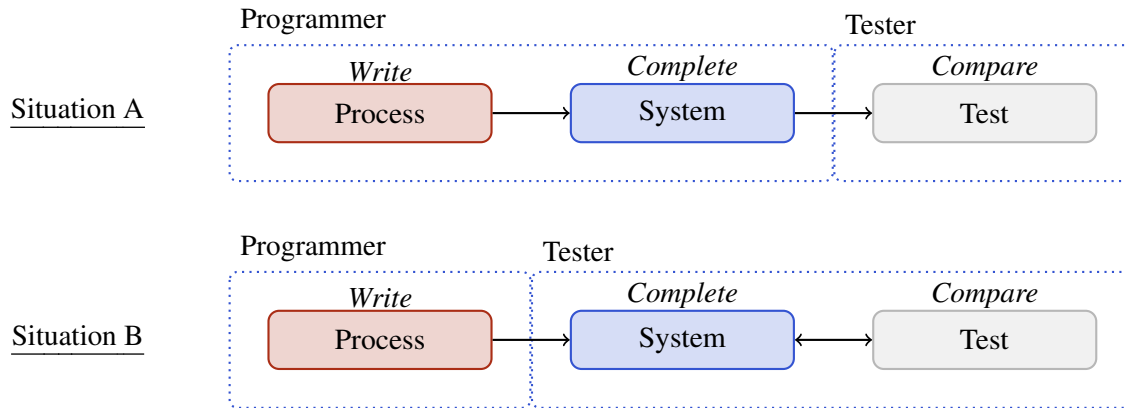 Programmer
Tester
Write
Complete
Compare
Situation A
Process
System
Test
Programmer
Tester
Write
Complete
Compare
Situation B
Process
System
Test